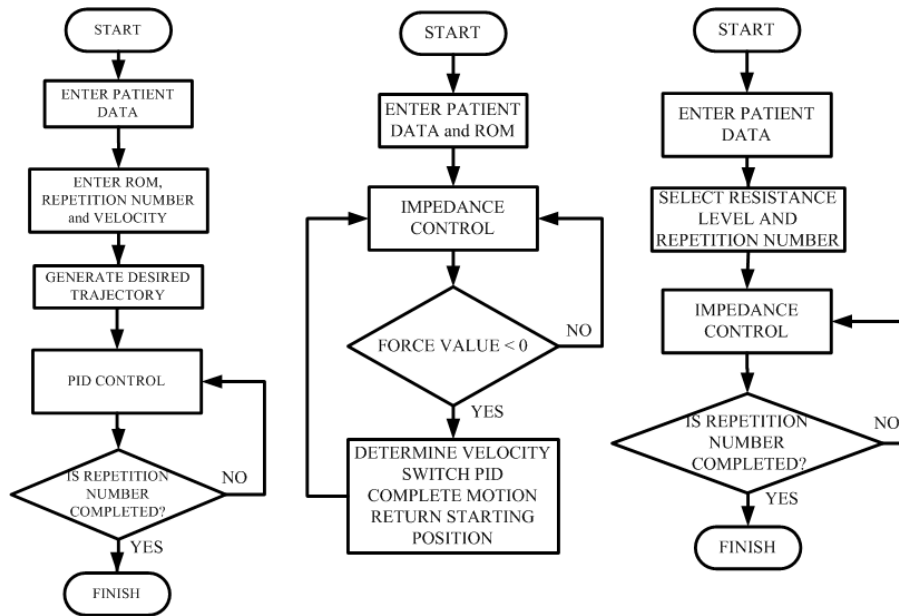 START
ENTER PATIENT
DATA
ENTER ROM,
REPETITION NUMBER
and VELOCITY
GENERATE DESIRED
TRAJECTORY
PID CONTROL
IS REPETITION
NUMBER
COMPLETED?
NO
YES
FINISH
START
ENTER PATIENT
DATA and ROM
IMPEDANCE
CONTROL
FORCE VALUE < 0
NO
YES
DETERMINE VELOCITY
SWITCH PID
COMPLETE MOTION
RETURN STARTING
POSITION
START
ENTER PATIENT
DATA
SELECT RESISTANCE
LEVEL AND
REPETITION NUMBER
IMPEDANCE
CONTROL
IS REPETITION
NUMBER
COMPLETED?
NO
YES
FINISH